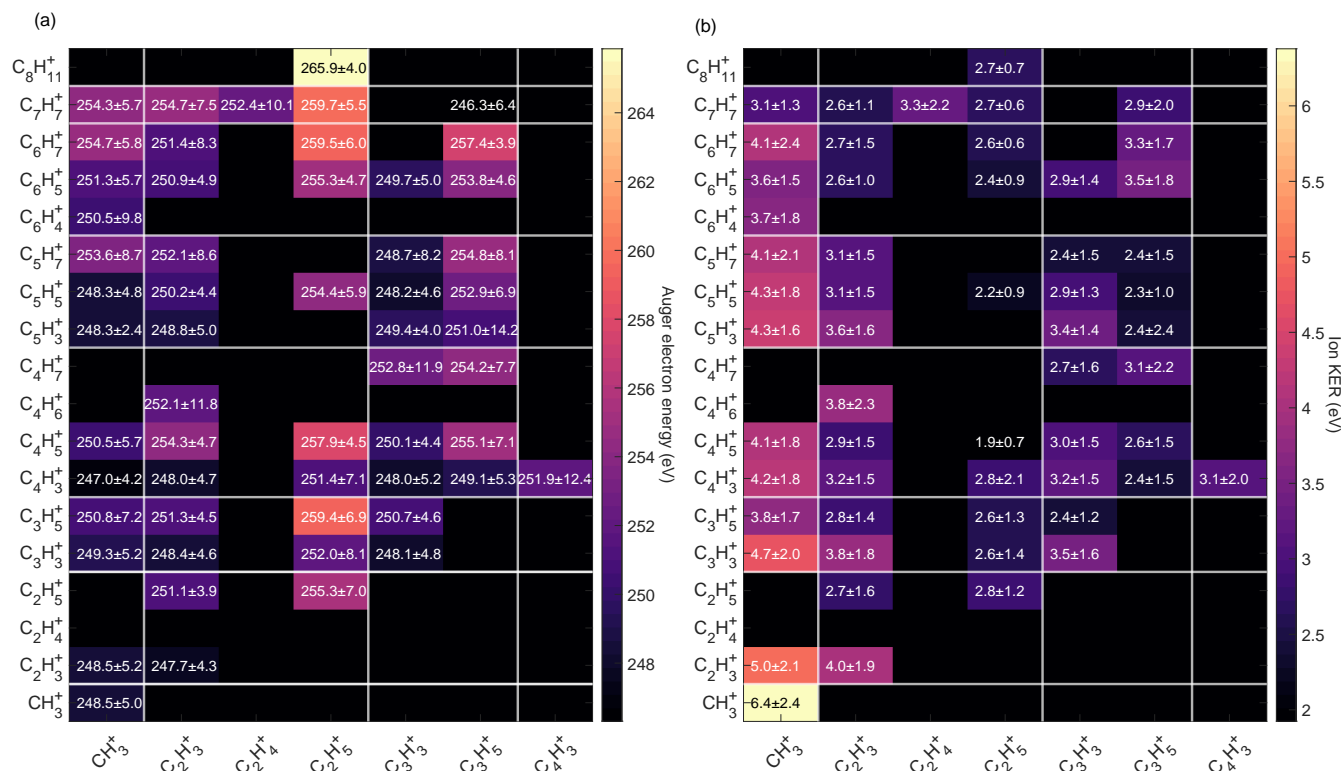 (a)
C8H11+ 265.9±4.0
C7H7+ 254.3±5.7 254.7±7.5 252.4±10.1 259.7±5.5 246.3±6.4
C6H7+ 254.7±5.8 251.4±8.3 259.5±6.0 257.4±3.9
C6H5+ 251.3±5.7 250.9±4.9 255.3±4.7 249.7±5.0 253.8±4.6
C6H4+ 250.5±9.8
C5H7+ 253.6±8.7 252.1±8.6 248.7±8.2 254.8±8.1
C5H5+ 248.3±4.8 250.2±4.4 254.4±5.9 248.2±4.6 252.9±6.9
C5H3+ 248.3±2.4 248.8±5.0 249.4±4.0 251.0±14.2
C4H7+ 252.8±11.9 254.2±7.7
C4H6+ 252.1±11.8
C4H5+ 250.5±5.7 254.3±4.7 257.9±4.5 250.1±4.4 255.1±7.1
C4H3+ 247.0±4.2 248.0±4.7 251.4±7.1 248.0±5.2 249.1±5.3 251.9±12.4
C3H5+ 250.8±7.2 251.3±4.5 259.4±6.9 250.7±4.6
C3H3+ 249.3±5.2 248.4±4.6 252.0±8.1 248.1±4.8
C2H5+ 251.1±3.9 255.3±7.0
C2H4+
C2H3+ 248.5±5.2 247.7±4.3
CH3+ 248.5±5.0
CH3+ C2H3+ C2H4+ C2H5+ C3H3+ C3H5+ C4H3+
264
262
260
258
256
254
252
250
248
Auger electron energy (eV)
(b)
2.7±0.7
3.1±1.3 2.6±1.1 3.3±2.2 2.7±0.6 2.9±2.0
4.1±2.4 2.7±1.5 2.6±0.6 3.3±1.7
3.6±1.5 2.6±1.0 2.4±0.9 2.9±1.4 3.5±1.8
3.7±1.8
4.1±2.1 3.1±1.5 2.4±1.5 2.4±1.5
4.3±1.8 3.1±1.5 2.2±0.9 2.9±1.3 2.3±1.0
4.3±1.6 3.6±1.6 3.4±1.4 2.4±2.4
2.7±1.6 3.1±2.2
3.8±2.3
4.1±1.8 2.9±1.5 1.9±0.7 3.0±1.5 2.6±1.5
4.2±1.8 3.2±1.5 2.8±2.1 3.2±1.5 2.4±1.5 3.1±2.0
3.8±1.7 2.8±1.4 2.6±1.3 2.4±1.2
4.7±2.0 3.8±1.8 2.6±1.4 3.5±1.6
2.7±1.6 2.8±1.2
5.0±2.1 4.0±1.9
6.4±2.4
CH3+ C2H3+ C2H4+ C2H5+ C3H3+ C3H5+ C4H3+
6
5.5
5
4.5
4
3.5
3
2.5
2
Ion KER (eV)